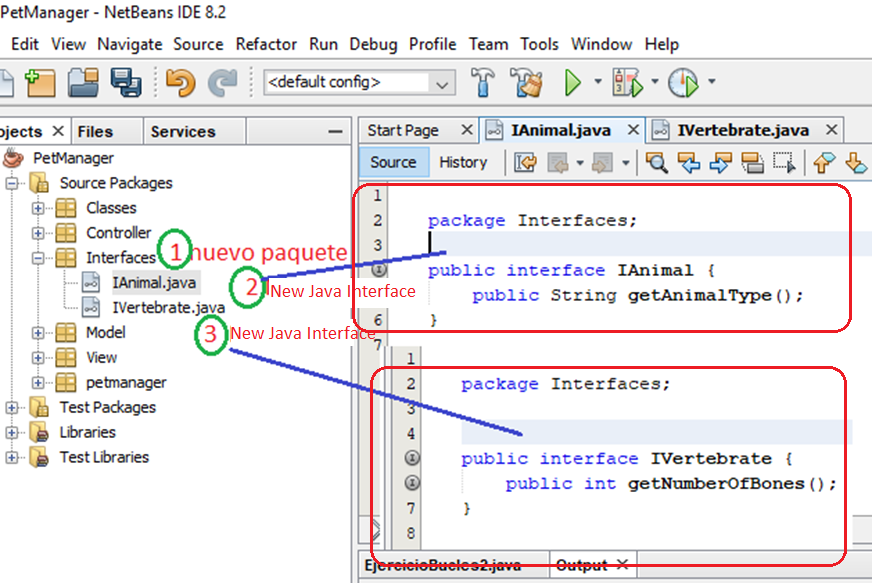 PetManager - NetBeans IDE 8.2
Edit View Navigate Source Refactor Run Debug Profile Team Tools Window Help
<default config>
ojects Files Services
PetManager
Source Packages
Classes
Controller
Interfaces
1 nuevo paquete
IAnimal.java
2 New Java Interface
IVertebrate.java
3 New Java Interface
Model
View
petmanager
Test Packages
Libraries
Test Libraries
Start Page IAnimal.java IVertebrate.java
Source History
1
2 package Interfaces;
3
public interface IAnimal {
public String getAnimalType();
6 }
7
1
2 package Interfaces;
3
4
public interface IVertebrate {
public int getNumberOfBones();
7 }
8
EjercicioBucles2.java Output